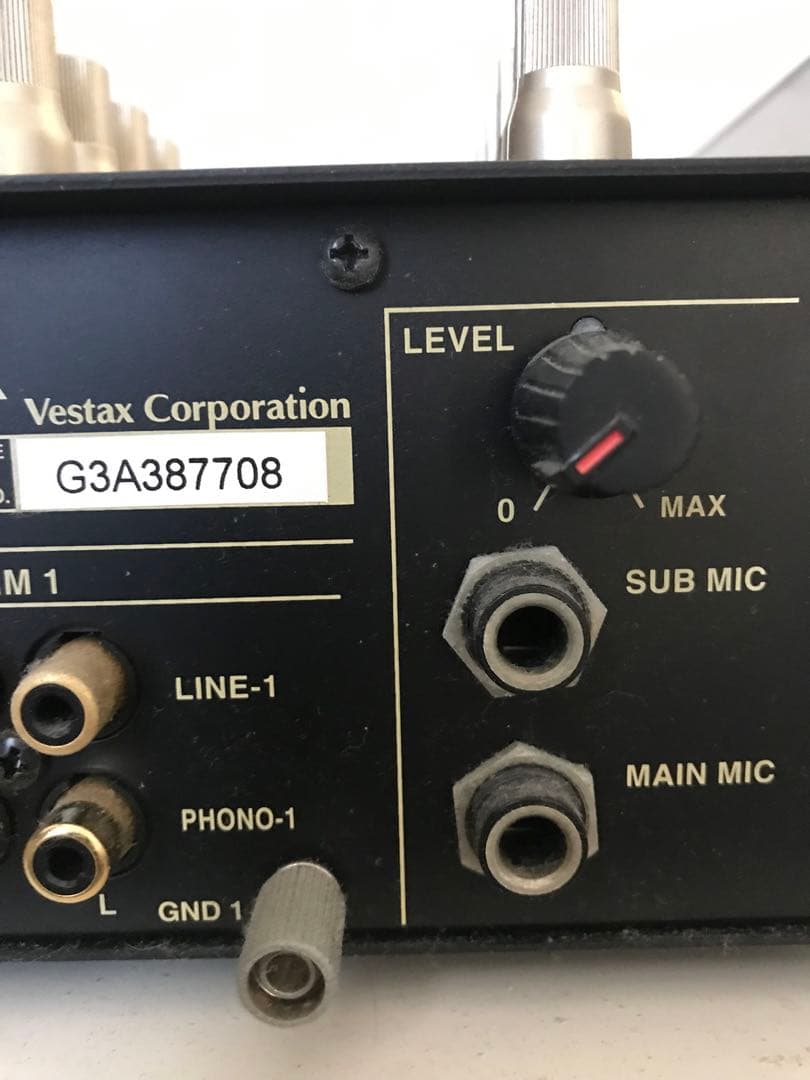 LEVEL
Vestax Corporation
G3A387708
0
MAX
M 1
SUB MIC
LINE-1
MAIN MIC
PHONO-1
L
GND 1